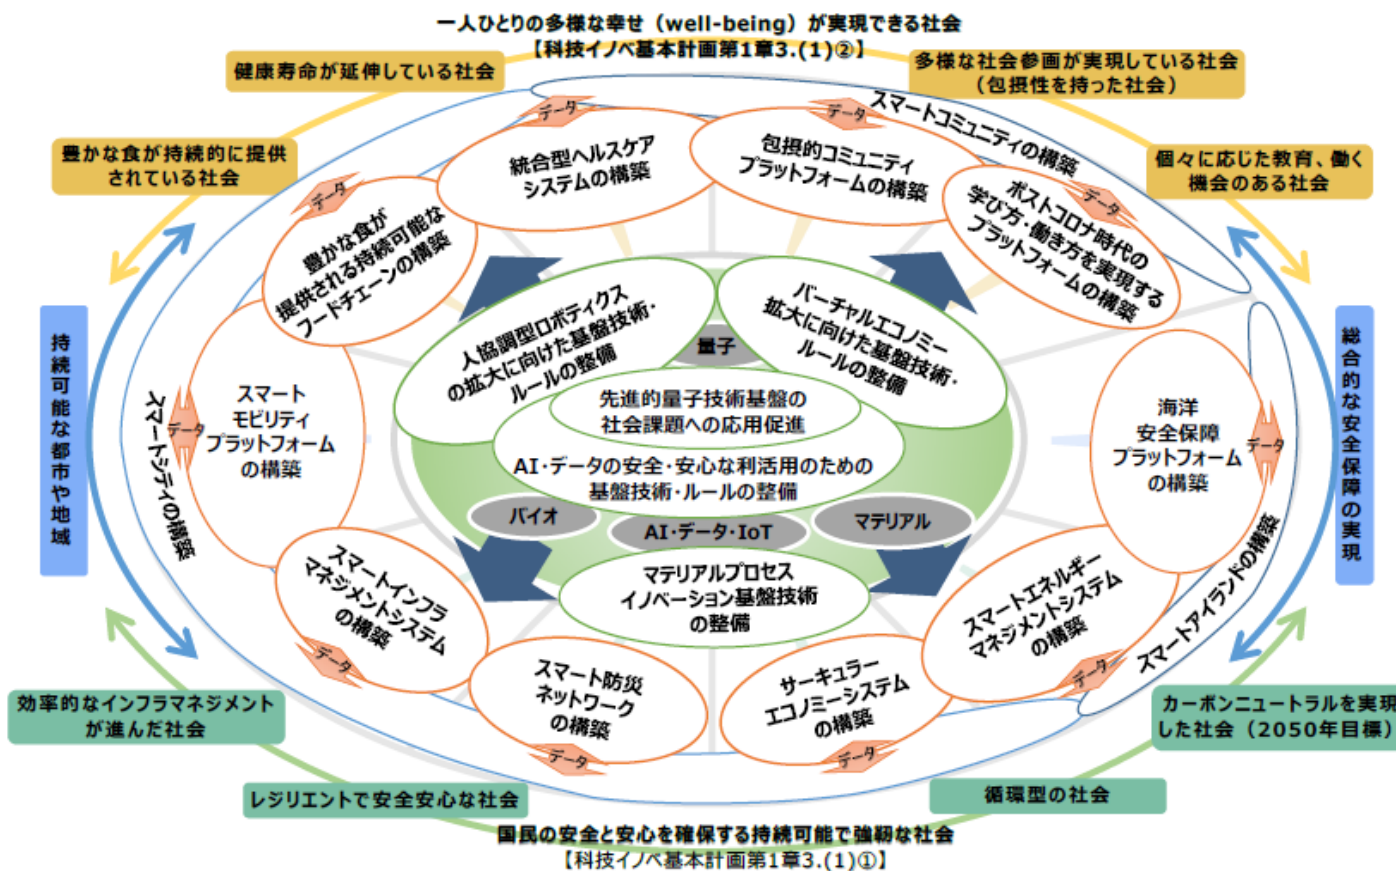 一人ひとりの多様な幸せ（well-being）が実現できる社会
【科技イノベ基本計画第1章3.(1)②】
健康寿命が延伸している社会
多様な社会参画が実現している社会
（包摂性を持った社会）
豊かな食が持続的に提供
されている社会
個々に応じた教育、働く
機会のある社会
スマートコミュニティの構築
データ
統合型ヘルスケア
システムの構築
データ
包摂的コミュニティ
プラットフォームの構築
データ
豊かな食が
提供される持続可能な
フードチェーンの構築
データ
ポストコロナ時代の
学び方・働き方を実現する
プラットフォームの構築
人協調型ロボティクス
の拡大に向けた基盤技術・
ルールの整備
バーチャルエコノミー
拡大に向けた基盤技術・
ルールの整備
量子
先進的量子技術基盤の
社会課題への応用促進
AI・データの安全・安心な利活用のための
基盤技術・ルールの整備
バイオ
AI・データ・IoT
マテリアル
マテリアルプロセス
イノベーション基盤技術
の整備
持続可能な都市や地域
スマートシティの構築
データ
スマート
モビリティ
プラットフォーム
の構築
海洋
安全保障
プラットフォーム
の構築
データ
総合的な安全保障の実現
スマートアイランドの構築
スマートインフラ
マネジメントシステム
の構築
データ
スマート防災
ネットワーク
の構築
データ
サーキュラー
エコノミーシステム
の構築
データ
スマートエネルギー
マネジメントシステム
の構築
データ
効率的なインフラマネジメント
が進んだ社会
カーボンニュートラルを実現
した社会（2050年目標）
レジリエントで安全安心な社会
循環型の社会
国民の安全と安心を確保する持続可能で強靭な社会
【科技イノベ基本計画第1章3.(1)①】